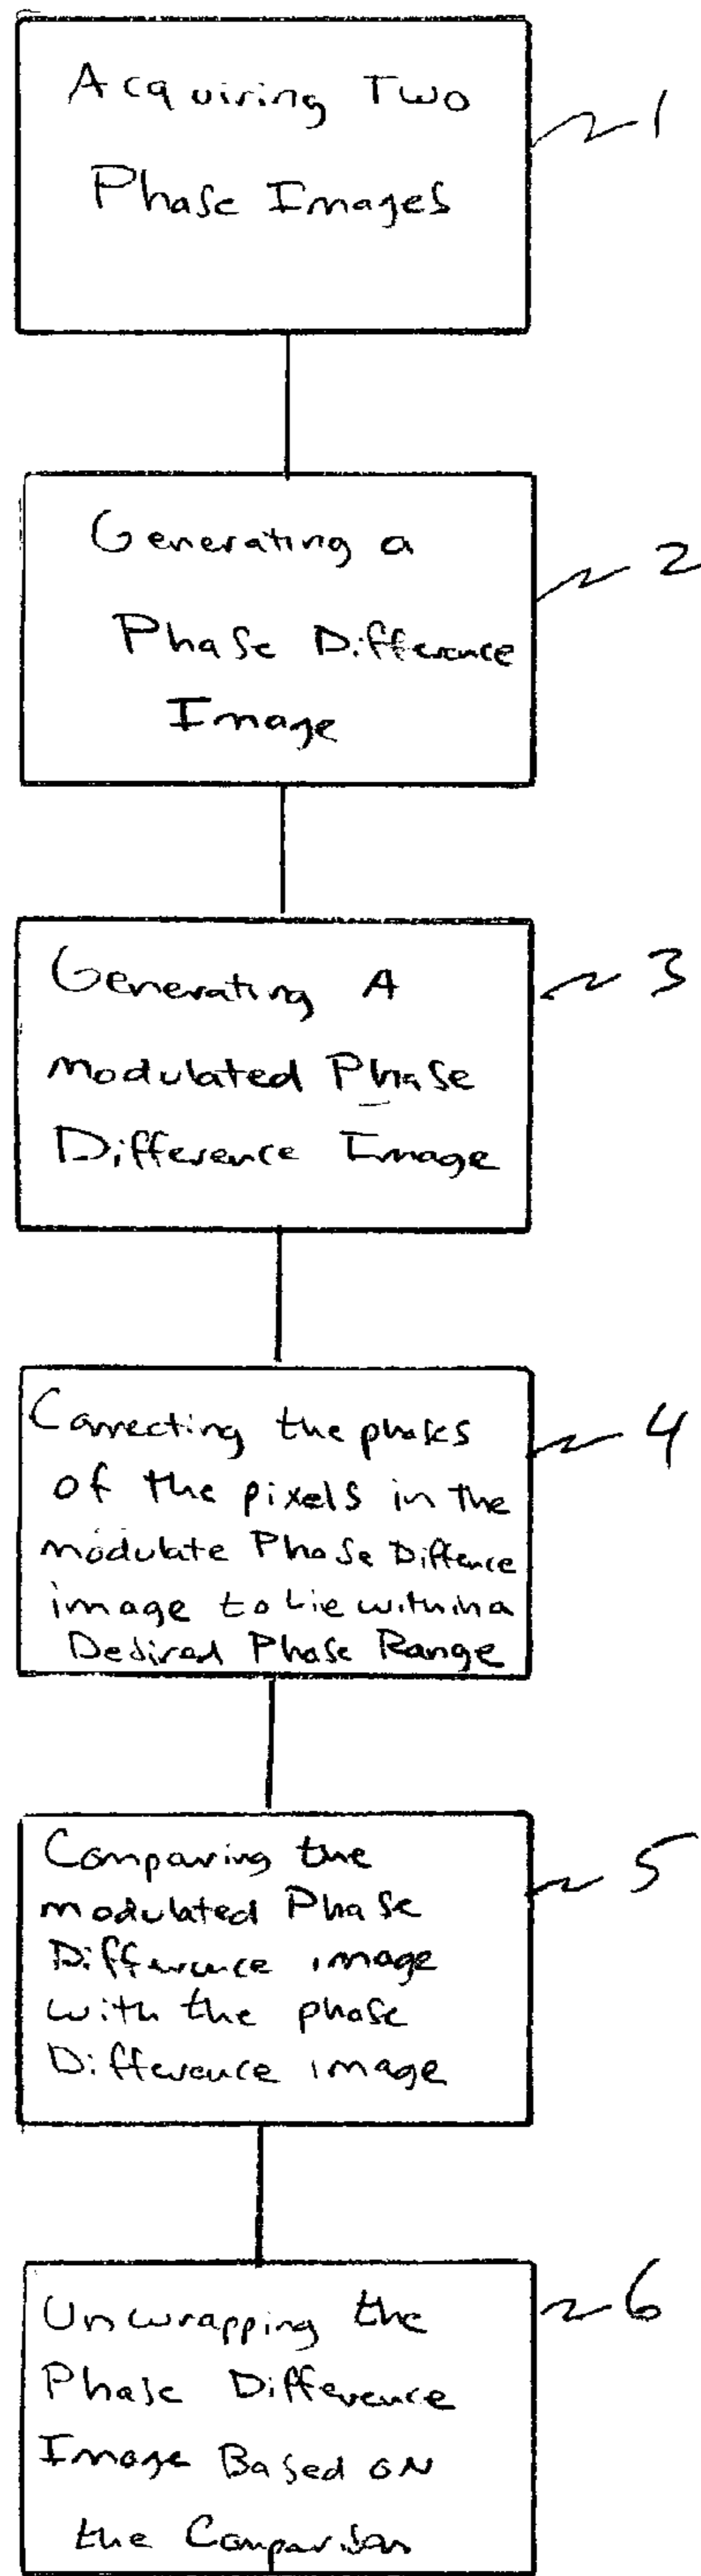 Acquiring Two
1
Phase Images
Generating a
2
Phase Difference
Image
Generating A
3
modulated Phase
Difference Image
Correcting the phases
4
of the pixels in the
modulate Phase Diffence
image to Lie within a
Desired Phase Range
Comparing the
5
modulated Phase
Difference image
with the phase
Difference image
Unwrapping the
6
Phase Difference
Image Based on
the Comparison